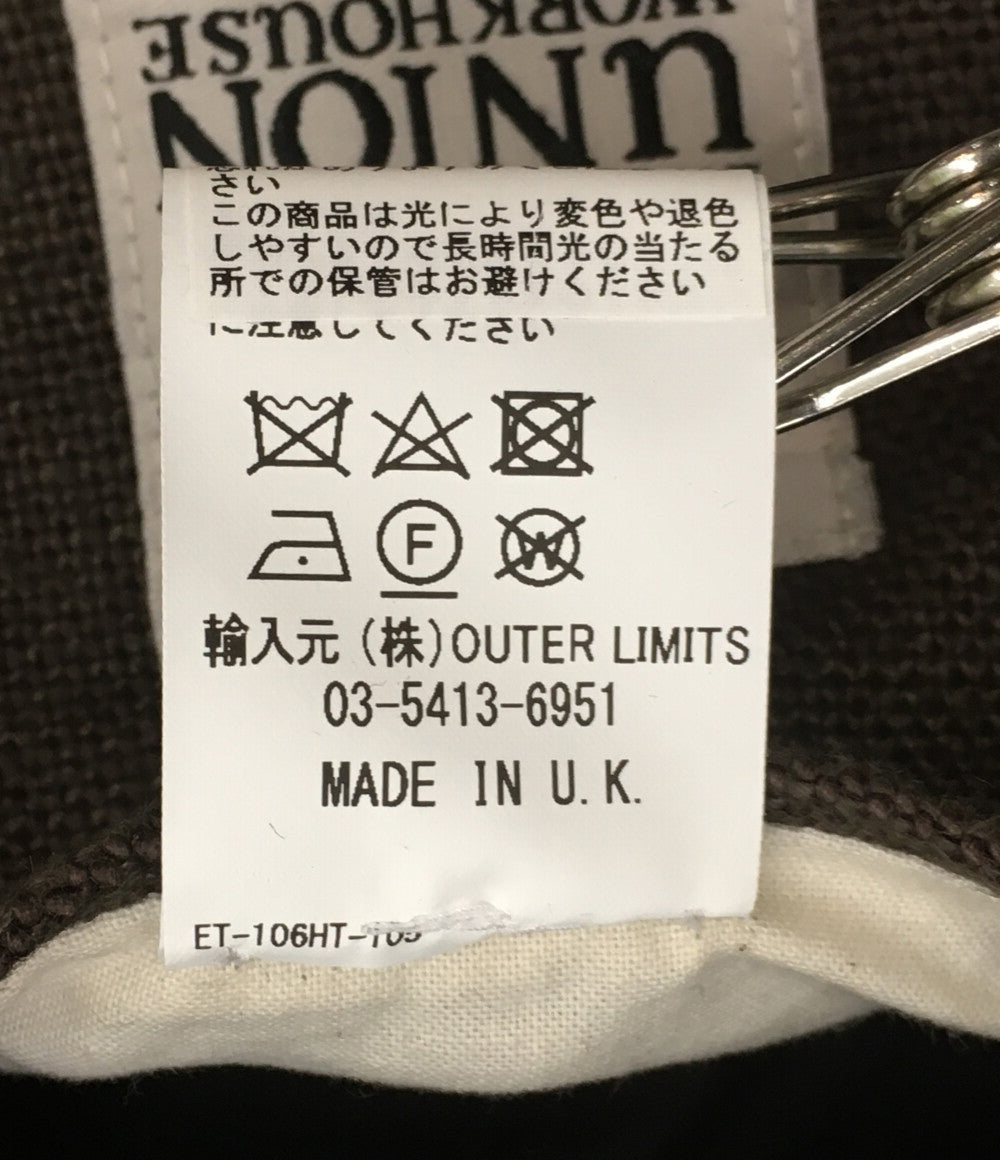 UNION
WORKHOUSE
さい
この商品は光により変色や退色
しやすいので長時間光の当たる
所での保管はお避けください
に注意してください
F
W
輸入元 (株)OUTER LIMITS
03-5413-6951
MADE IN U.K.
ET-106HT-105